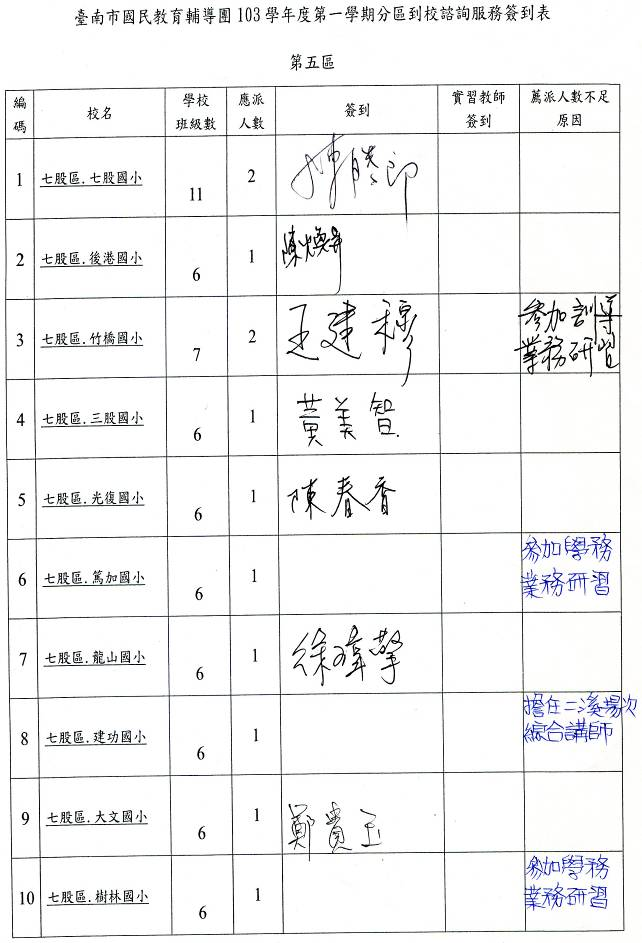 臺南市國民教育輔導團 103 學年度第一學期分區到校諮詢服務簽到表
第五區
編碼 校名 學校班級數 應派人數 簽到 實習教師簽到 薦派人數不足原因
1 七股區.七股國小 11 2
2 七股區.後港國小 6 1 陳煥昇
3 七股區.竹橋國小 7 2 王建穆 參加訓導
業務研習
4 七股區.三股國小 6 1 黃美智
5 七股區.光復國小 6 1 陳春香
6 七股區.篤加國小 6 1 參加學務
業務研習
7 七股區.龍山國小 6 1 徐瑋擎
8 七股區.建功國小 6 1 擔任二溪場次
綜合講師
9 七股區.大文國小 6 1 鄭貴玉
10 七股區.樹林國小 6 1 參加學務
業務研習